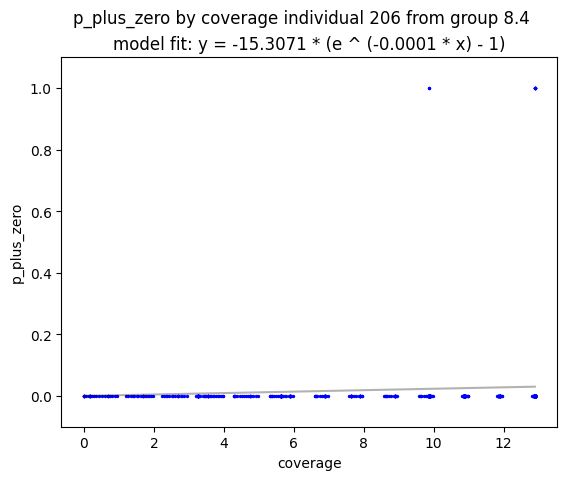 p_plus_zero by coverage individual 206 from group 8.4
model fit: y = -15.3071 * (e ^ (-0.0001 * x) - 1)
1.0
0.8
0.6
0.4
0.2
0.0
p_plus_zero
0 2 4 6 8 10 12
coverage